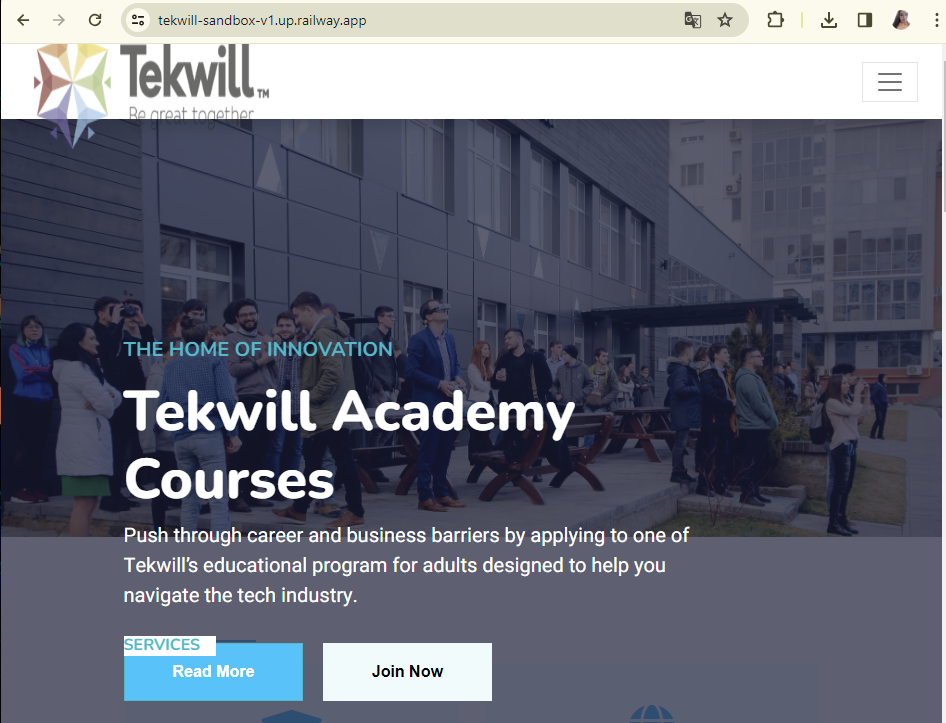 tekwill-sandbox-v1.up.railway.app
Tekwill™
Be great together
THE HOME OF INNOVATION
Tekwill Academy
Courses
Push through career and business barriers by applying to one of
Tekwill’s educational program for adults designed to help you
navigate the tech industry.
SERVICES
Read More
Join Now